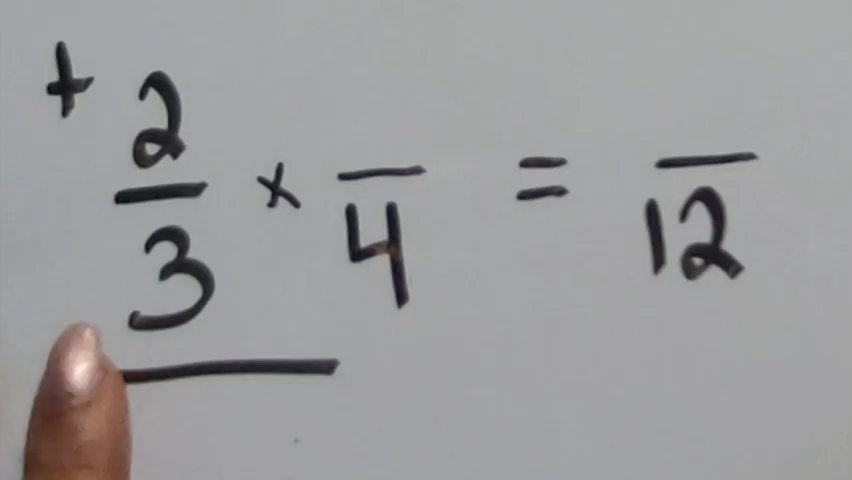 + 2/3 × /4 = /12